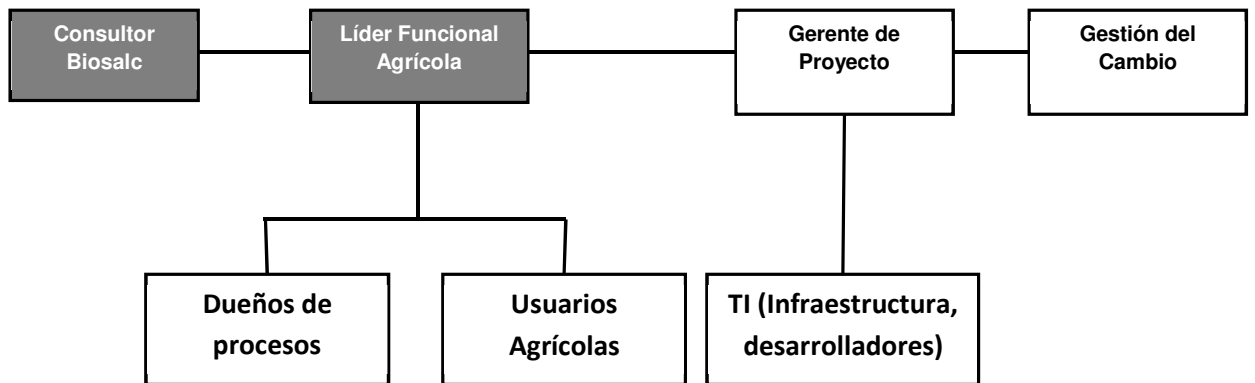 Consultor
Biosalc
Líder Funcional
Agrícola
Gerente de
Proyecto
Gestión del
Cambio
Dueños de
procesos
Usuarios
Agrícolas
TI (Infraestructura,
desarrolladores)